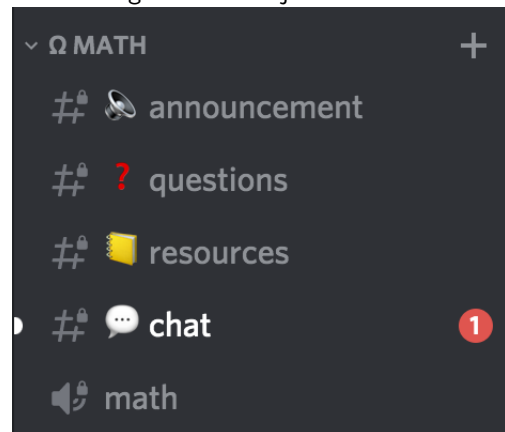 Ω MATH
announcement
❓ questions
resources
chat 1
math